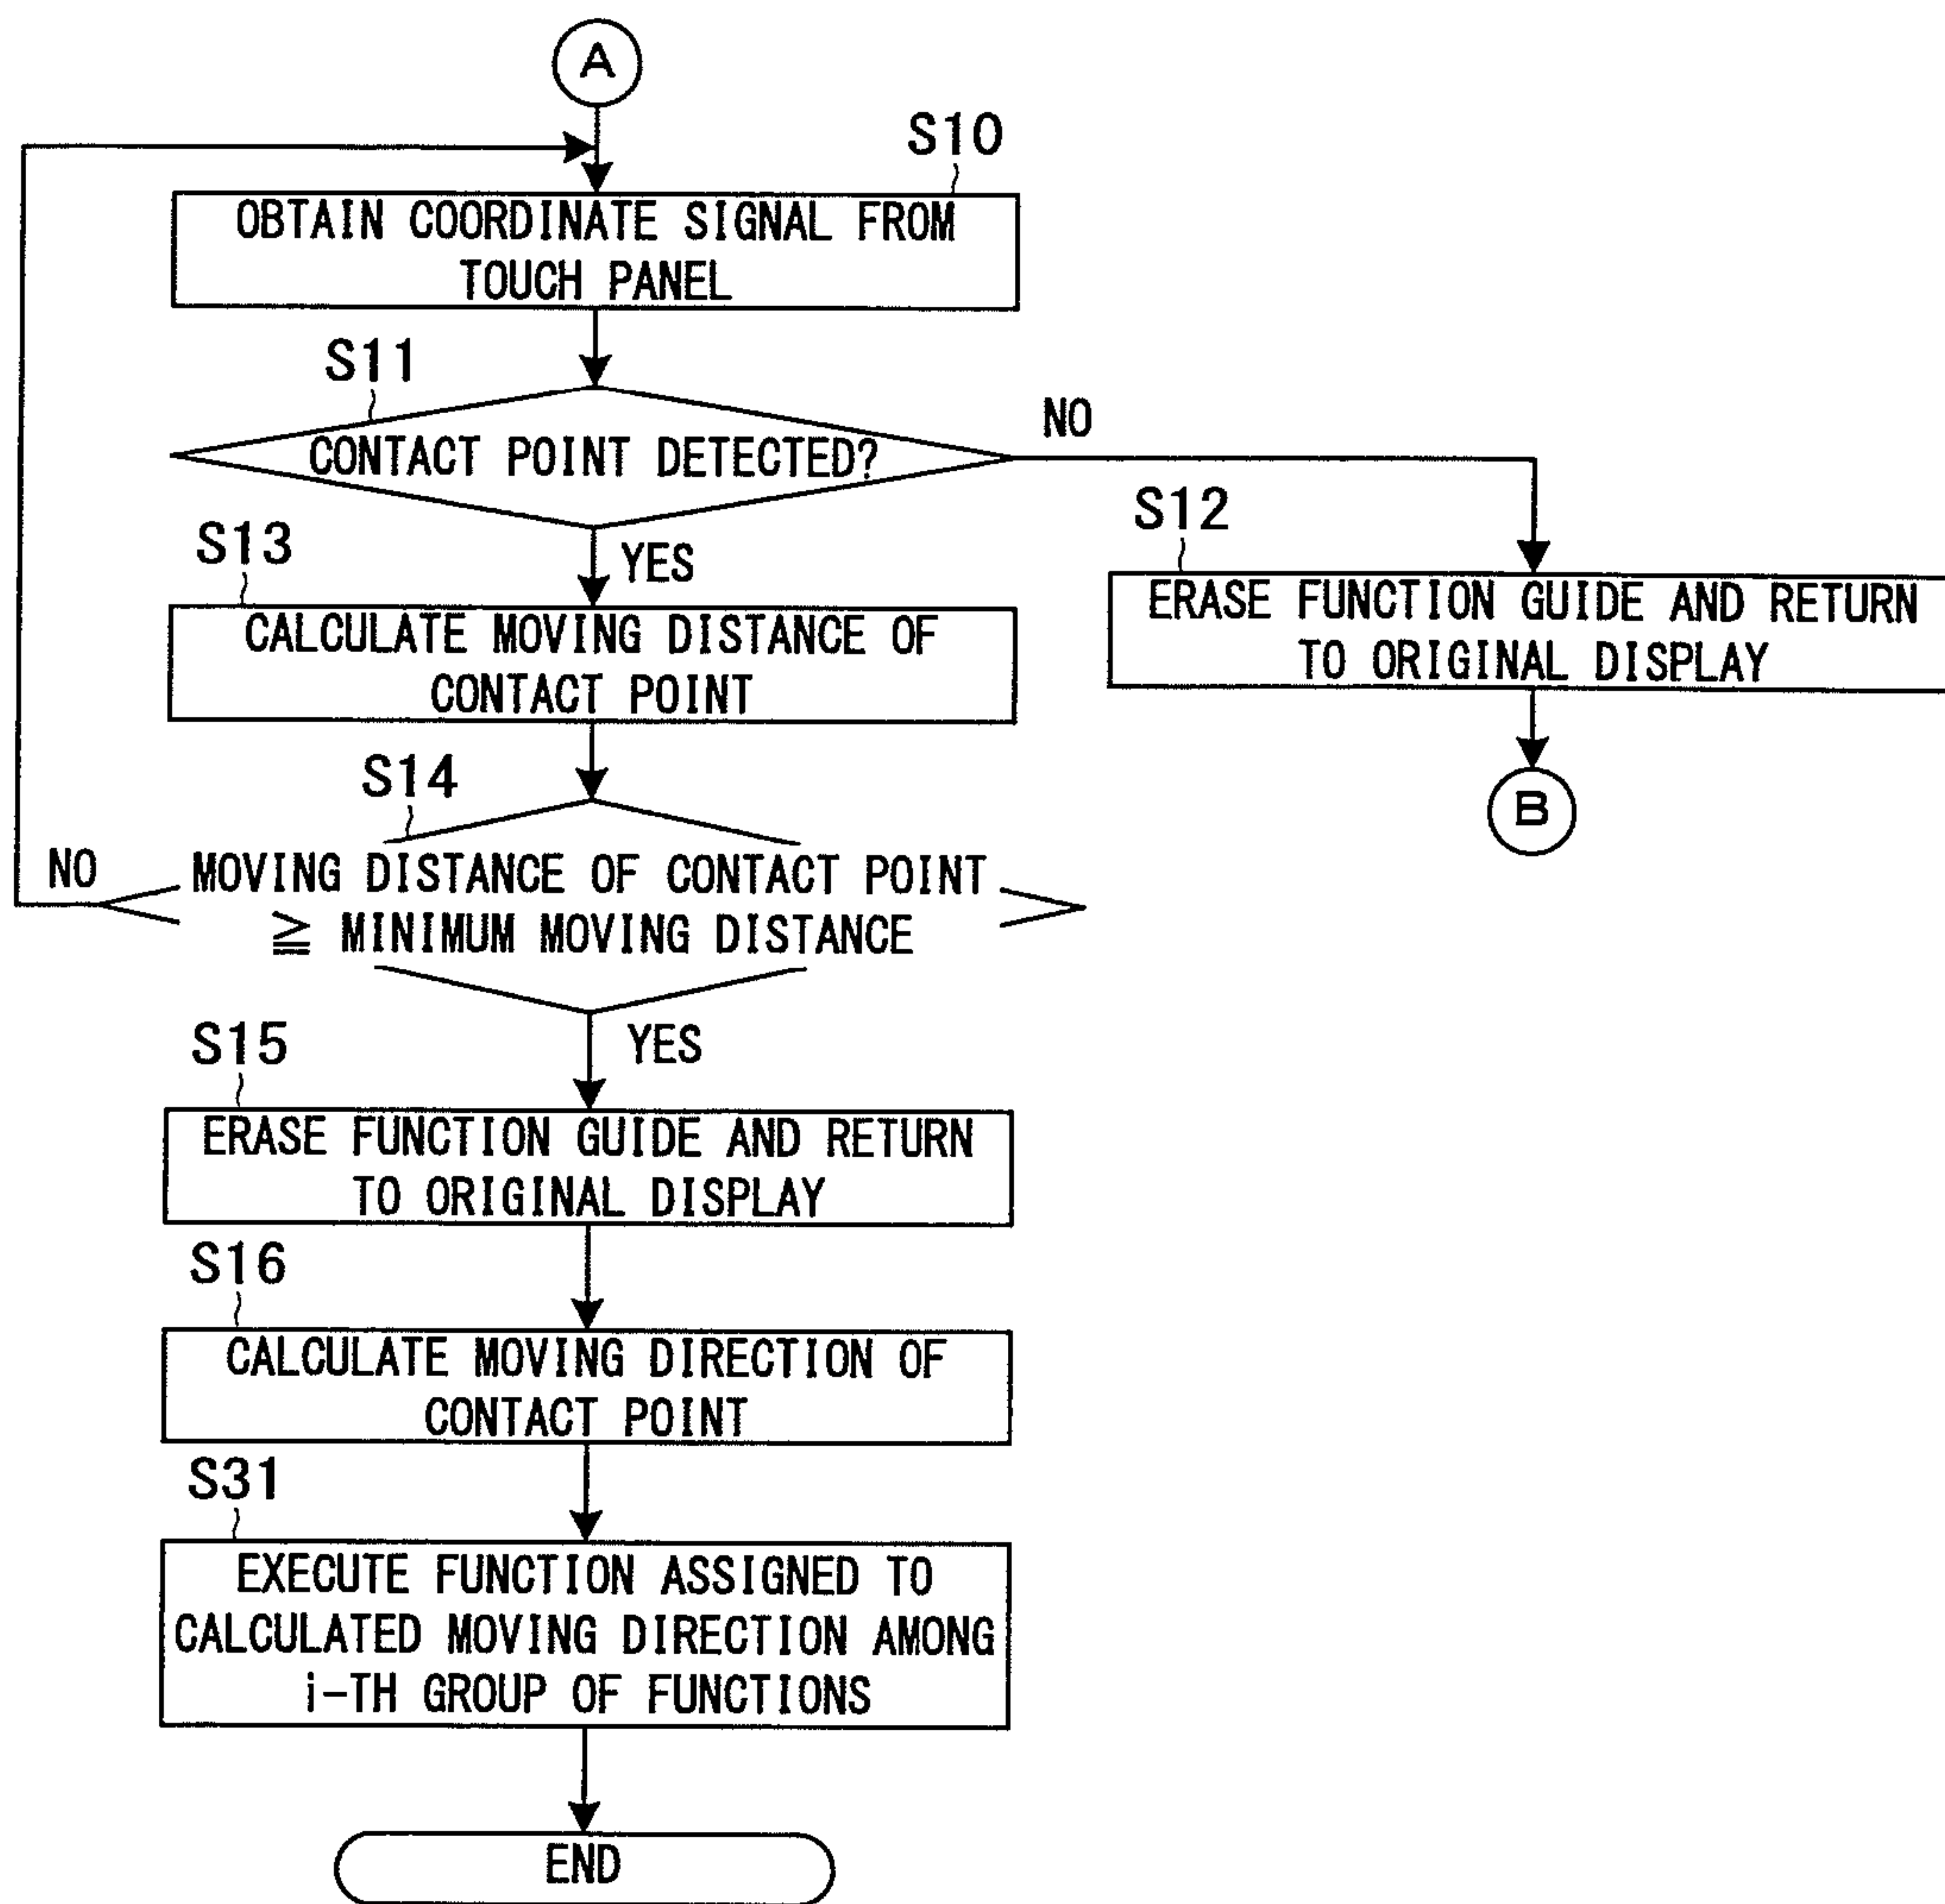 A
S10
OBTAIN COORDINATE SIGNAL FROM
TOUCH PANEL
S11
CONTACT POINT DETECTED?
NO
S12
ERASE FUNCTION GUIDE AND RETURN
TO ORIGINAL DISPLAY
B
YES
S13
CALCULATE MOVING DISTANCE OF
CONTACT POINT
S14
NO
MOVING DISTANCE OF CONTACT POINT
≧ MINIMUM MOVING DISTANCE
YES
S15
ERASE FUNCTION GUIDE AND RETURN
TO ORIGINAL DISPLAY
S16
CALCULATE MOVING DIRECTION OF
CONTACT POINT
S31
EXECUTE FUNCTION ASSIGNED TO
CALCULATED MOVING DIRECTION AMONG
i-TH GROUP OF FUNCTIONS
END